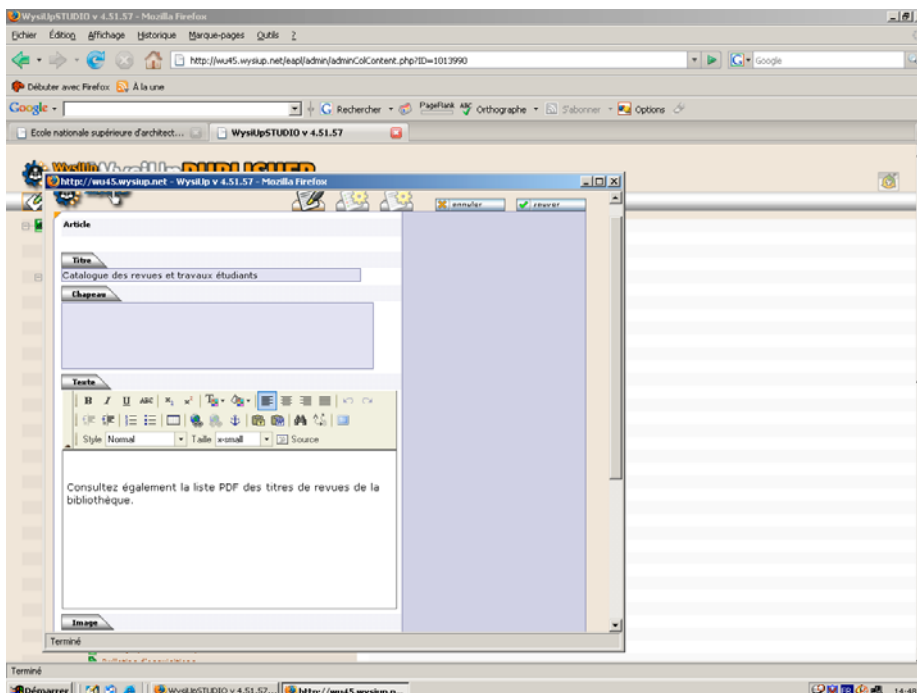 WysiUpSTUDIO v 4.51.57 - Mozilla Firefox
Fichier Édition Affichage Historique Marque-pages Outils ?
http://wu45.wysiup.net/eapl/admin/adminColContent.php?ID=1013990
Google
Débuter avec Firefox À la une
Google Rechercher PageRank Orthographe S'abonner Options
Ecole nationale supérieure d'architect... WysiUpSTUDIO v 4.51.57
http://wu45.wysiup.net - WysiUp v 4.51.57 - Mozilla Firefox
annuler sauver
Article
Titre
Catalogue des revues et travaux étudiants
Chapeau
Texte
B I U ABC
Style Normal Taille x-small Source
Consultez également la liste PDF des titres de revues de la
bibliothèque.
Image
Terminé
Terminé
Démarrer WysiUpSTUDIO v 4.51.57... http://wu45.wysiup.n... FR 14:48